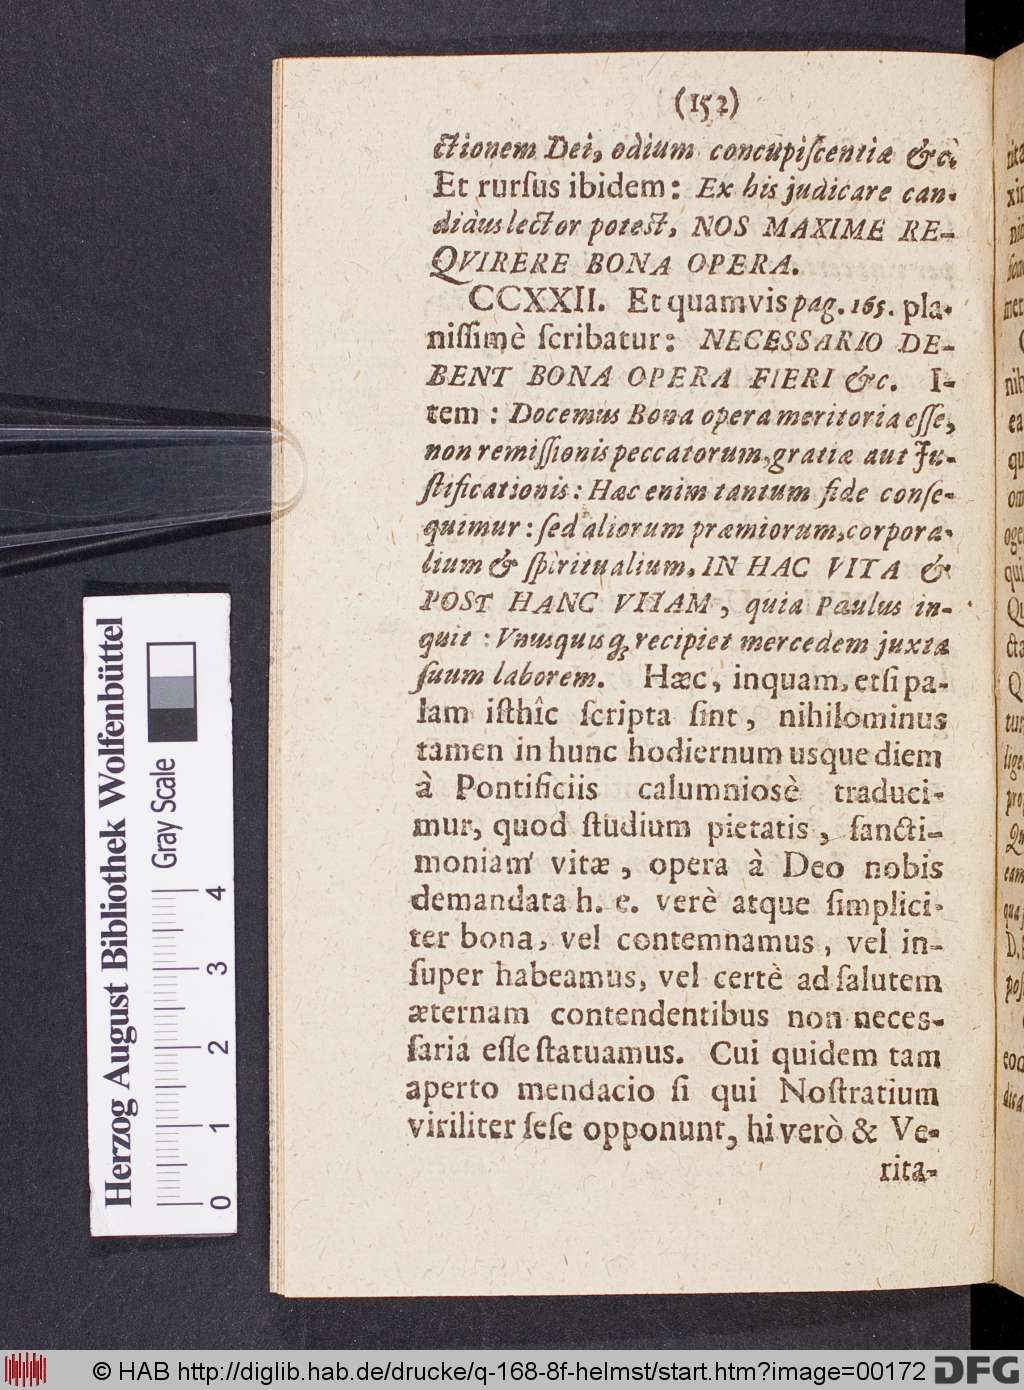 (152)
ctionem Dei, odium concupiſcentiæ &c.
Et rurſus ibidem: Ex his judicare can-
didus lector potest, NOS MAXIME RE-
QVIRERE BONA OPERA.
CCXXII. Et quamvis pag. 165. pla-
niſſimè ſcribatur: NECESSARIO DE-
BENT BONA OPERA FIERI &c. I-
tem: Docemus Bona opera meritoria eſſe,
non remiſſionis peccatorum, gratiæ aut Ju-
ſtificationis: Hæc enim tantum fide conſe-
quimur: ſed aliorum præmiorum, corpora-
lium & ſpiritualium, IN HAC VITA &
POST HANC VITAM, quia Paulus in-
quit: Vnusquisq; recipiet mercedem juxta
ſuum laborem. Hæc, inquam, etſi pa-
lam iſthîc ſcripta ſint, nihilominus
tamen in hunc hodiernum usque diem
à Pontificiis calumniosè traduci-
mur, quod ſtudium pietatis, ſancti-
moniam vitæ, opera à Deo nobis
demandata h. e. verè atque ſimplici-
ter bona, vel contemnamus, vel in-
ſuper habeamus, vel certè ad ſalutem
æternam contendentibus non neces-
ſaria eſſe ſtatuamus. Cui quidem tam
aperto mendacio ſi qui Noſtratium
viriliter ſeſe opponunt, hi verò & Ve-
rita-
Herzog August Bibliothek Wolfenbüttel
Gray Scale
0 1 2 3 4
© HAB http://diglib.hab.de/drucke/q-168-8f-helmst/start.htm?image=00172
DFG